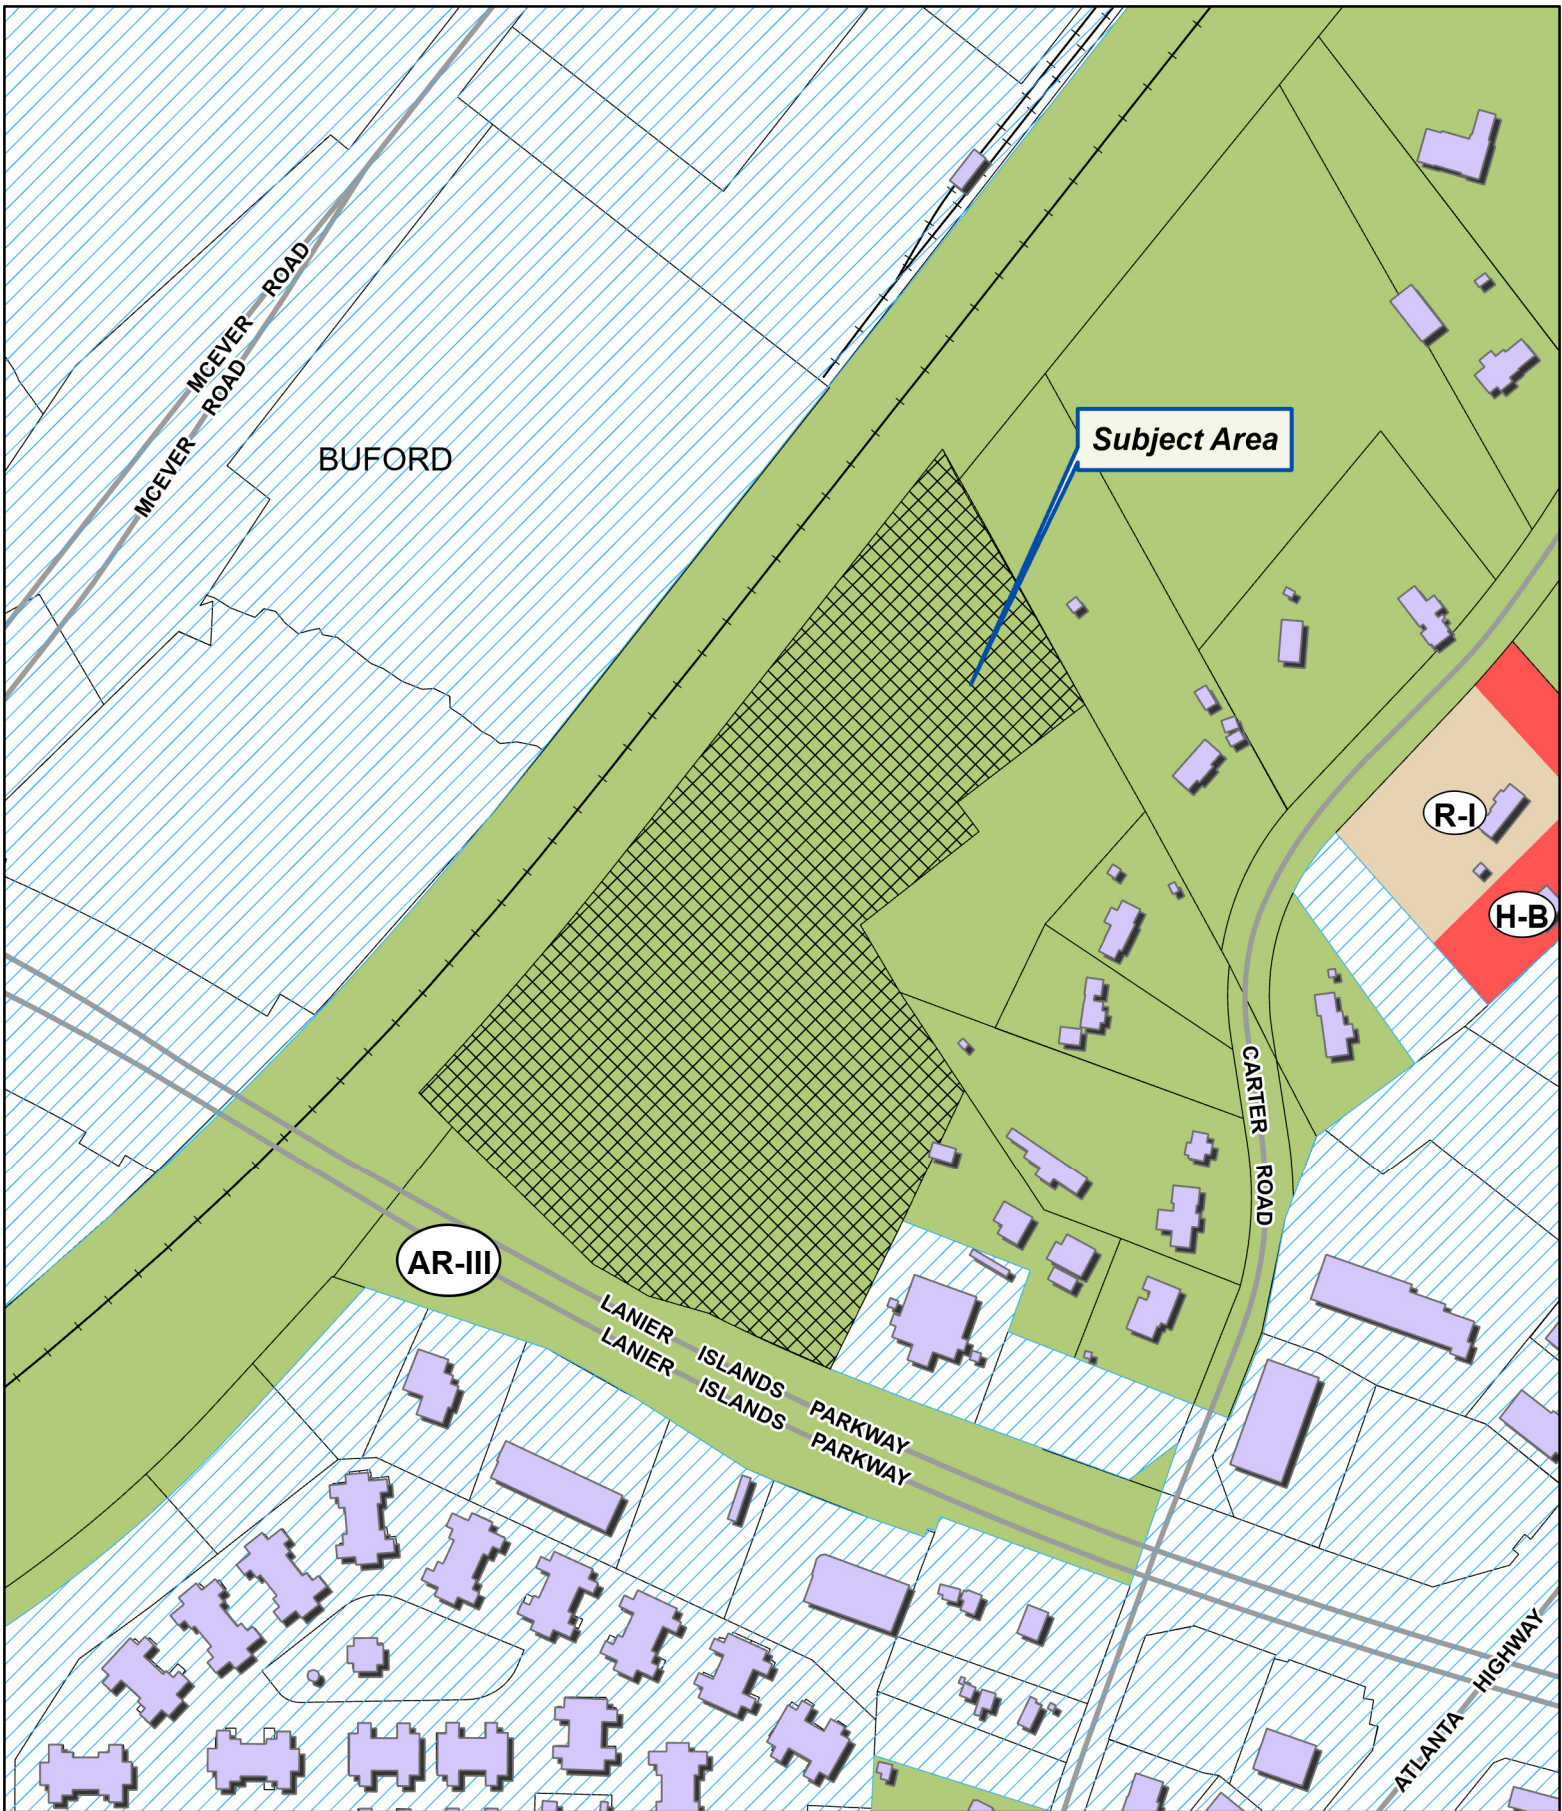 MCEVER ROAD
MCEVER ROAD
BUFORD
Subject Area
R-I
H-B
CARTER ROAD
AR-III
LANIER ISLANDS PARKWAY
LANIER ISLANDS PARKWAY
ATLANTA HIGHWAY